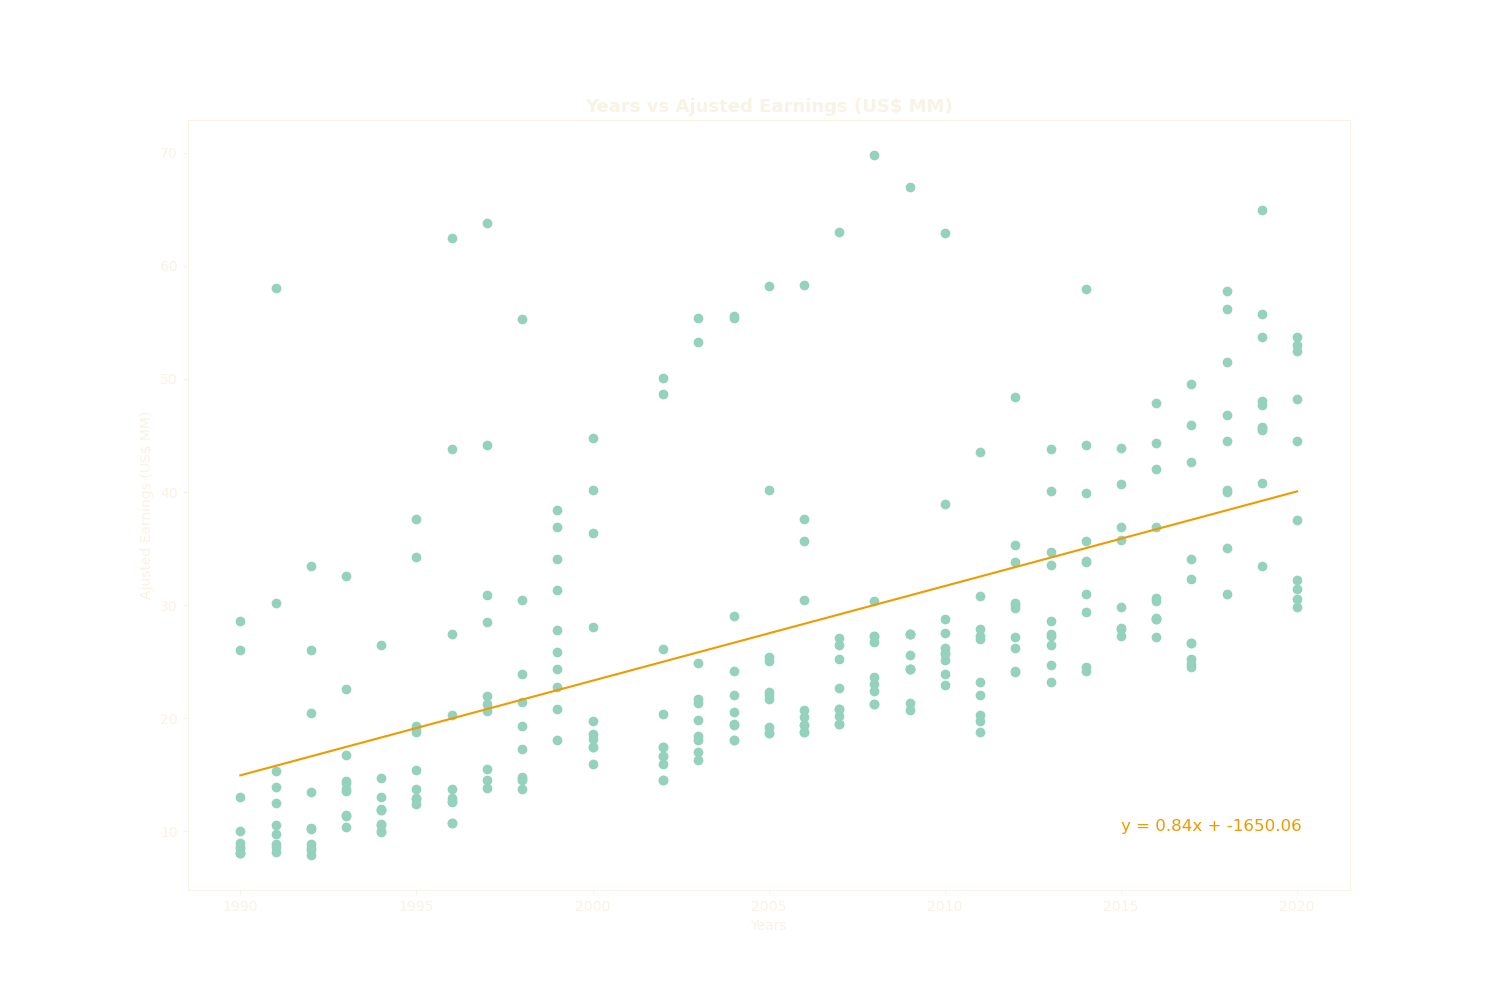 Years vs Ajusted Earnings (US$ MM)
70
60
50
40
30
20
10
Ajusted Earnings (US$ MM)
y = 0.84x + -1650.06
1990 1995 2000 2005 2010 2015 2020
Years